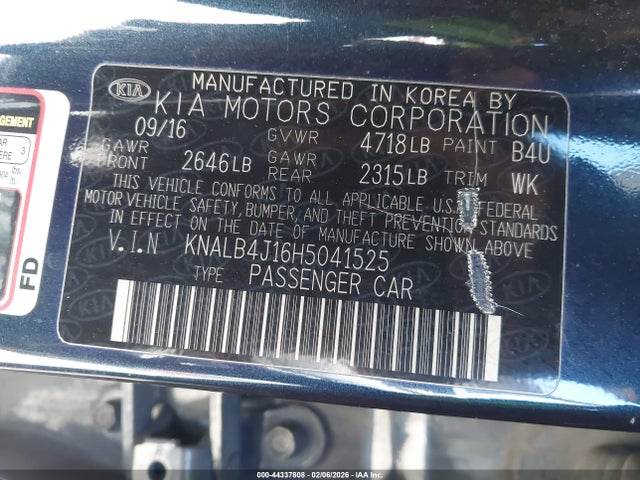 MANUFACTURED IN KOREA BY
KIA KIA MOTORS CORPORATION
09/16 GVWR 4718LB PAINT B4U
GAWR FRONT 2646LB GAWR REAR 2315LB TRIM WK
THIS VEHICLE CONFORMS TO ALL APPLICABLE U.S. FEDERAL
MOTOR VEHICLE SAFETY, BUMPER, AND THEFT PREVENTION STANDARDS
IN EFFECT ON THE DATE OF MANUFACTURE SHOWN ABOVE
V.I.N KNALB4J16H5041525
TYPE PASSENGER CAR
FD
000-44337808 - 02/06/2026 - IAAI.com